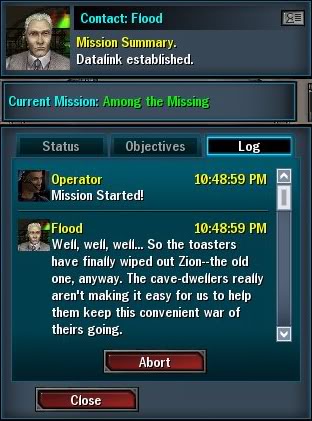 Contact: Flood
Mission Summary.
Datalink established.
Current Mission: Among the Missing
Status Objectives Log
Operator 10:48:59 PM
Mission Started!
Flood 10:48:59 PM
Well, well, well... So the toasters
have finally wiped out Zion--the old
one, anyway. The cave-dwellers really
aren't making it easy for us to help
them keep this convenient war of
theirs going.
Abort
Close